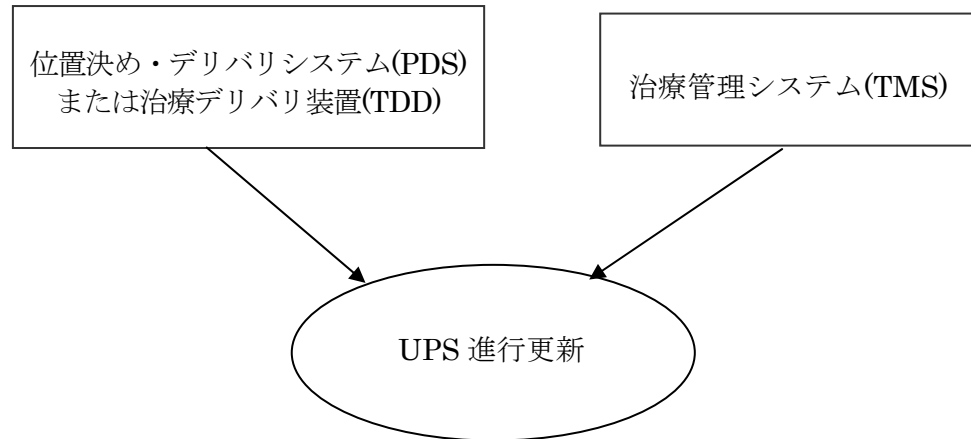 位置決め・デリバリシステム(PDS)
または治療デリバリ装置(TDD)
治療管理システム(TMS)
UPS 進行更新